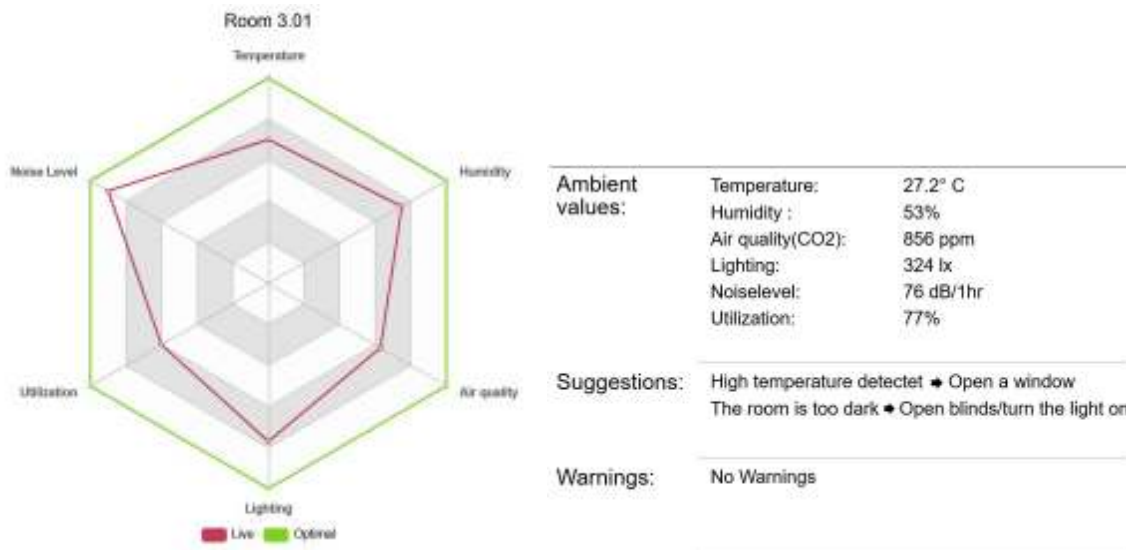 Room 3.01
Temperature
Noise Level
Humidity
Utilization
Air quality
Lighting
Live Optimal
Ambient values:
Temperature: 27.2° C
Humidity : 53%
Air quality(CO2): 856 ppm
Lighting: 324 lx
Noiselevel: 76 dB/1hr
Utilization: 77%
Suggestions: High temperature detectet ➡ Open a window
The room is too dark ➡ Open blinds/turn the light on
Warnings: No Warnings